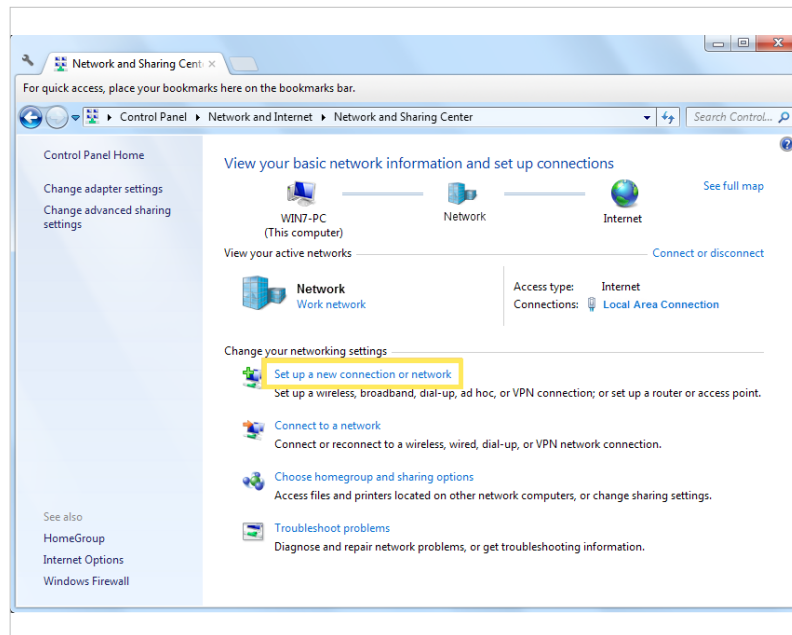 Network and Sharing Cent
For quick access, place your bookmarks here on the bookmarks bar.
Control Panel Network and Internet Network and Sharing Center Search Control...
Control Panel Home
Change adapter settings
Change advanced sharing
settings
See also
HomeGroup
Internet Options
Windows Firewall
View your basic network information and set up connections
See full map
WIN7-PC
(This computer)
Network
Internet
View your active networks
Connect or disconnect
Network
Work network
Access type: Internet
Connections: Local Area Connection
Change your networking settings
Set up a new connection or network
Set up a wireless, broadband, dial-up, ad hoc, or VPN connection; or set up a router or access point.
Connect to a network
Connect or reconnect to a wireless, wired, dial-up, or VPN network connection.
Choose homegroup and sharing options
Access files and printers located on other network computers, or change sharing settings.
Troubleshoot problems
Diagnose and repair network problems, or get troubleshooting information.